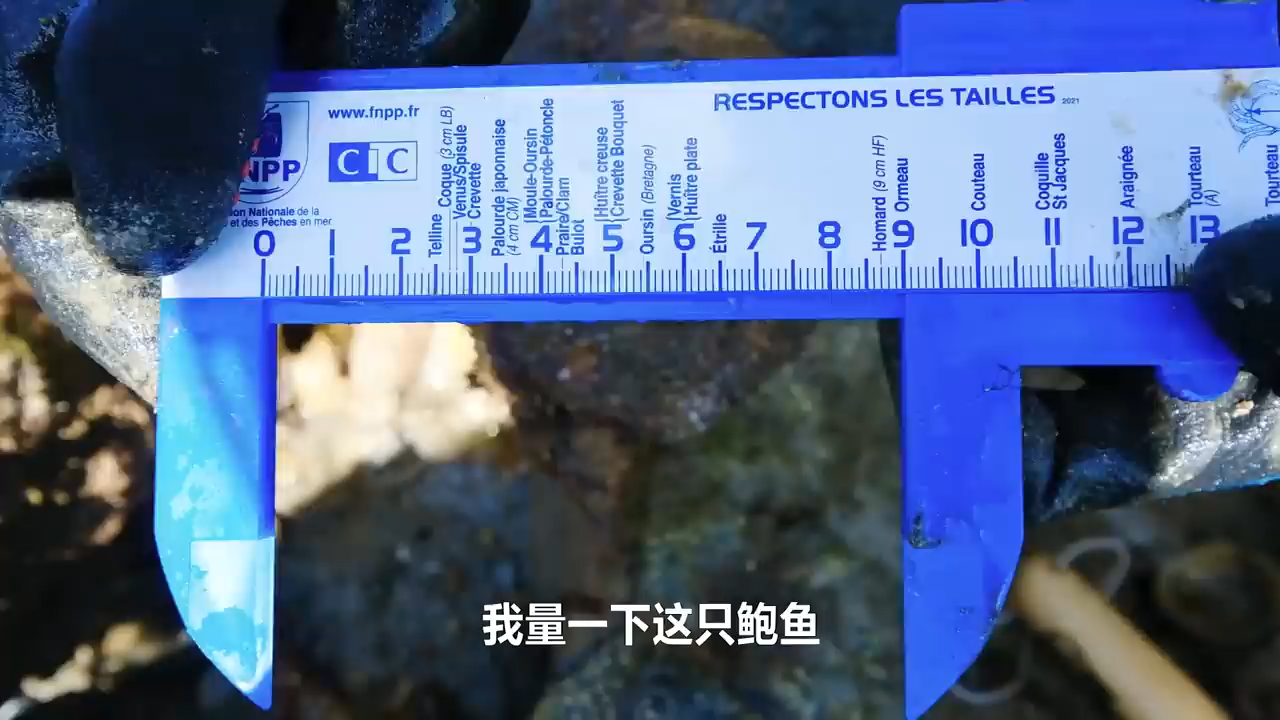 www.fnpp.fr
RESPECTONS LES TAILLES 2021
NPP
CIC
on Nationale de la
et des Pêches en mer
Telline
Coque (3 cm LB)
Venus/Spisule
Crevette
Palourde japonnaise
(4 cm CM)
Moule-Oursin
Palourde-Pétoncle
Praire/Clam
Bulot
Huître creuse
Crevette Bouquet
Oursin (Bretagne)
Vernis
Huître plate
Étrille
Homard (9 cm HF)
Ormeau
Couteau
Coquille
St Jacques
Araignée
Tourteau
(A)
Tourteau
0 1 2 3 4 5 6 7 8 9 10 11 12 13
我量一下这只鲍鱼